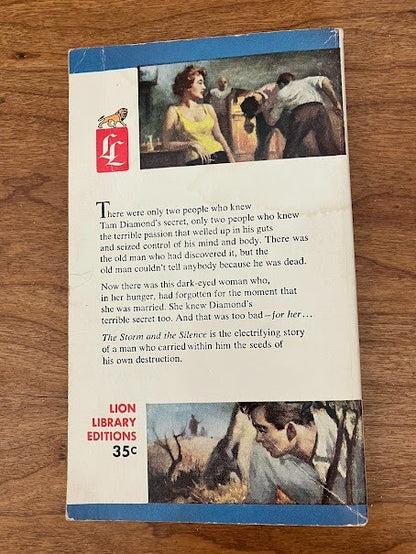 LL
There were only two people who knew
Tam Diamond's secret, only two people who knew
the terrible passion that welled up in his guts
and seized control of his mind and body. There was
the old man who had discovered it, but the
old man couldn't tell anybody because he was dead.
Now there was this dark-eyed woman who,
in her hunger, had forgotten for the moment that
she was married. She knew Diamond's
terrible secret too. And that was too bad—for her...
The Storm and the Silence is the electrifying story
of a man who carried within him the seeds of
his own destruction.
LION
LIBRARY
EDITIONS
35c